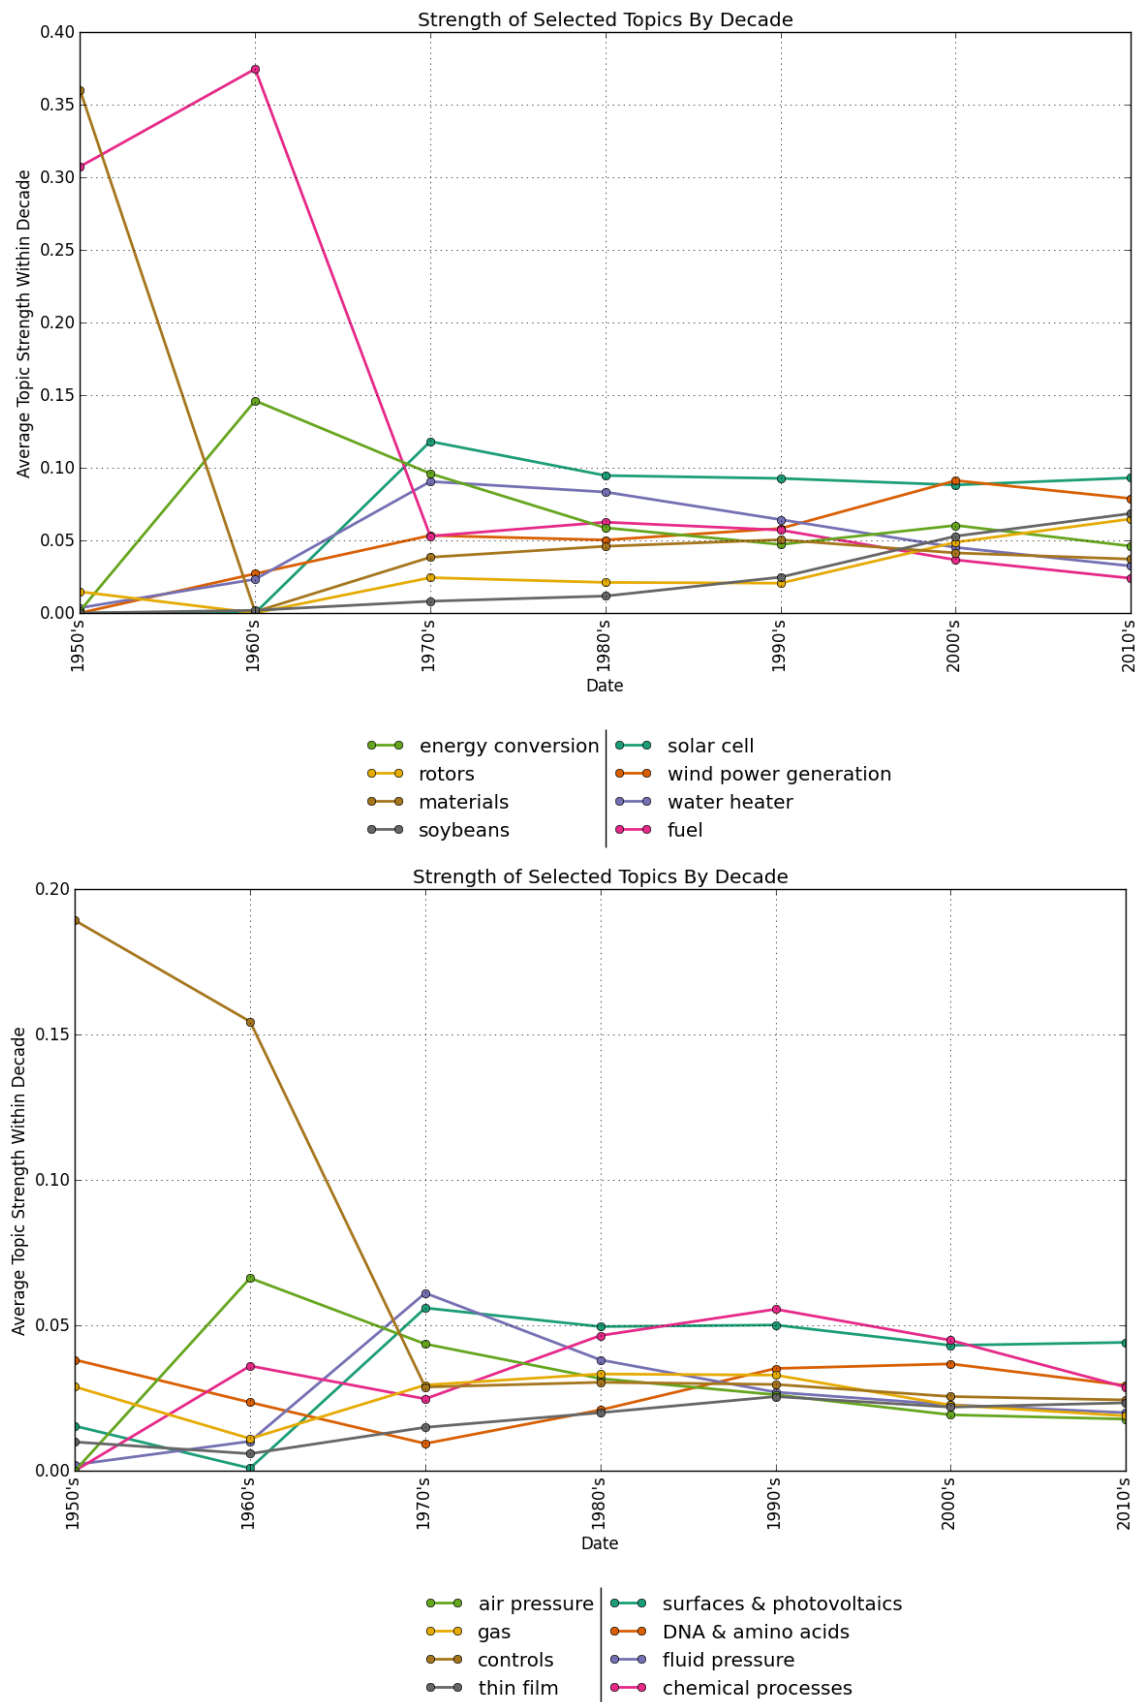 Strength of Selected Topics By Decade
0.40
0.35
0.30
0.25
0.20
0.15
0.10
0.05
0.00
Average Topic Strength Within Decade
1950's 1960's 1970's 1980's 1990's 2000's 2010's
Date
energy conversion solar cell
rotors wind power generation
materials water heater
soybeans fuel
Strength of Selected Topics By Decade
0.20
0.15
0.10
0.05
0.00
Average Topic Strength Within Decade
1950's 1960's 1970's 1980's 1990's 2000's 2010's
Date
air pressure surfaces & photovoltaics
gas DNA & amino acids
controls fluid pressure
thin film chemical processes